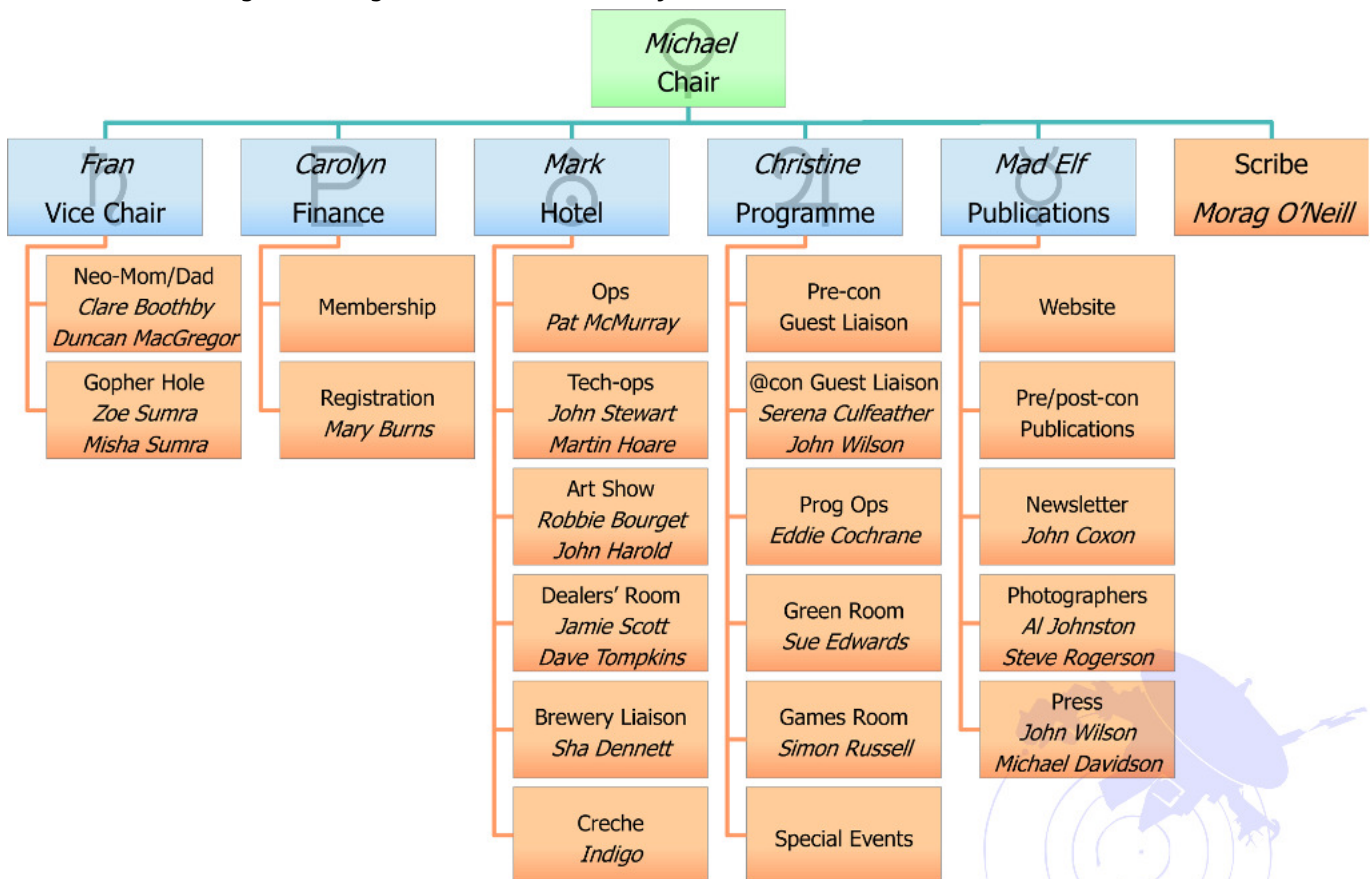 Michael
Chair
Fran
Vice Chair
Carolyn
Finance
Mark
Hotel
Christine
Programme
Mad Elf
Publications
Scribe
Morag O'Neill
Neo-Mom/Dad
Clare Boothby
Duncan MacGregor
Gopher Hole
Zoe Sumra
Misha Sumra
Membership
Registration
Mary Burns
Ops
Pat McMurray
Tech-ops
John Stewart
Martin Hoare
Art Show
Robbie Bourget
John Harold
Dealers' Room
Jamie Scott
Dave Tompkins
Brewery Liaison
Sha Dennett
Creche
Indigo
Pre-con
Guest Liaison
@con Guest Liaison
Serena Culfeather
John Wilson
Prog Ops
Eddie Cochrane
Green Room
Sue Edwards
Games Room
Simon Russell
Special Events
Website
Pre/post-con
Publications
Newsletter
John Coxon
Photographers
Al Johnston
Steve Rogerson
Press
John Wilson
Michael Davidson